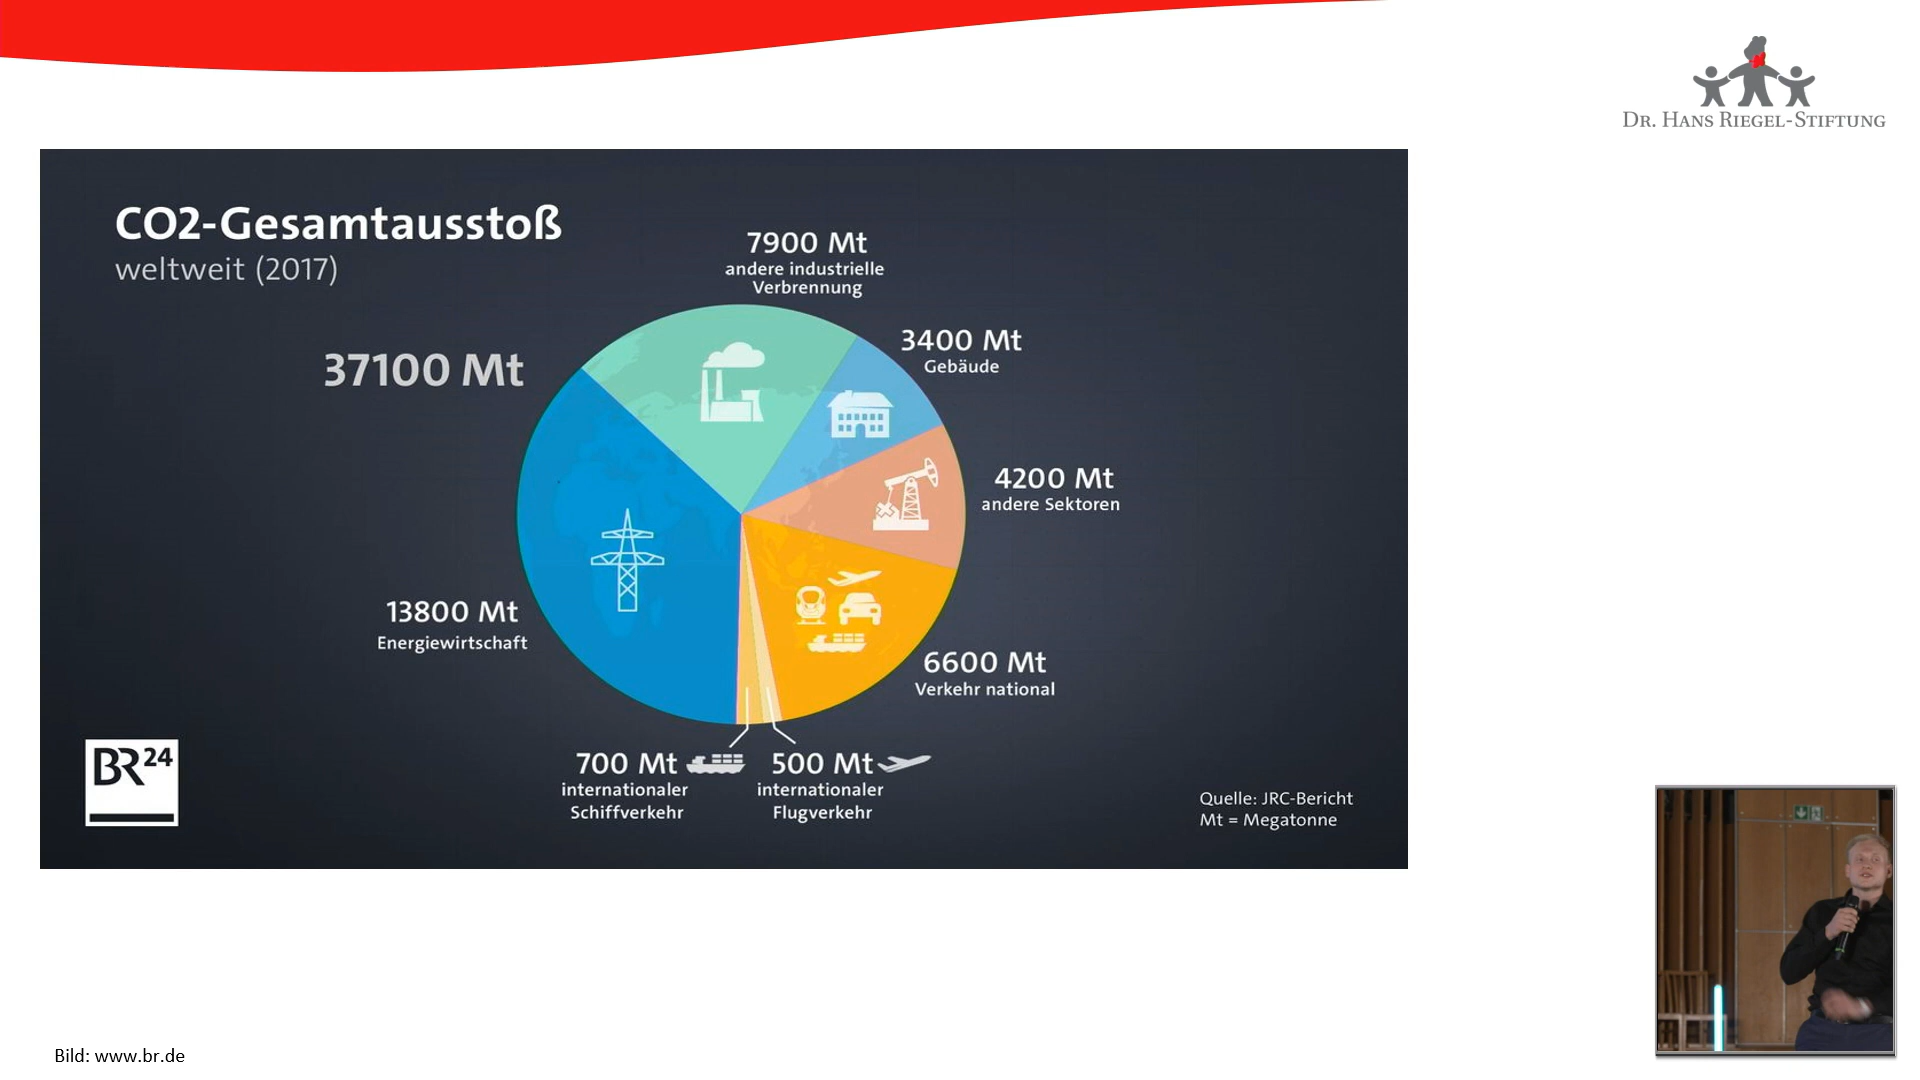 DR. HANS RIEGEL-STIFTUNG
CO2-Gesamtausstoß
weltweit (2017)
37100 Mt
7900 Mt
andere industrielle
Verbrennung
3400 Mt
Gebäude
4200 Mt
andere Sektoren
6600 Mt
Verkehr national
500 Mt
internationaler
Flugverkehr
700 Mt
internationaler
Schiffverkehr
13800 Mt
Energiewirtschaft
BR24
Quelle: JRC-Bericht
Mt = Megatonne
Bild: www.br.de